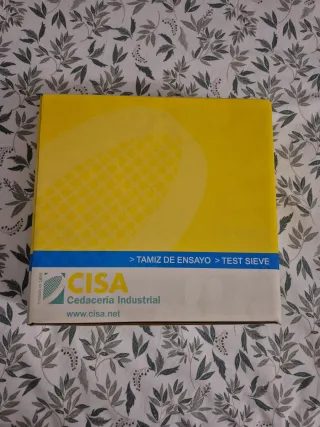 > TAMIZ DE ENSAYO > TEST SIEVE
CISA
Cedacería Industrial
www.cisa.net